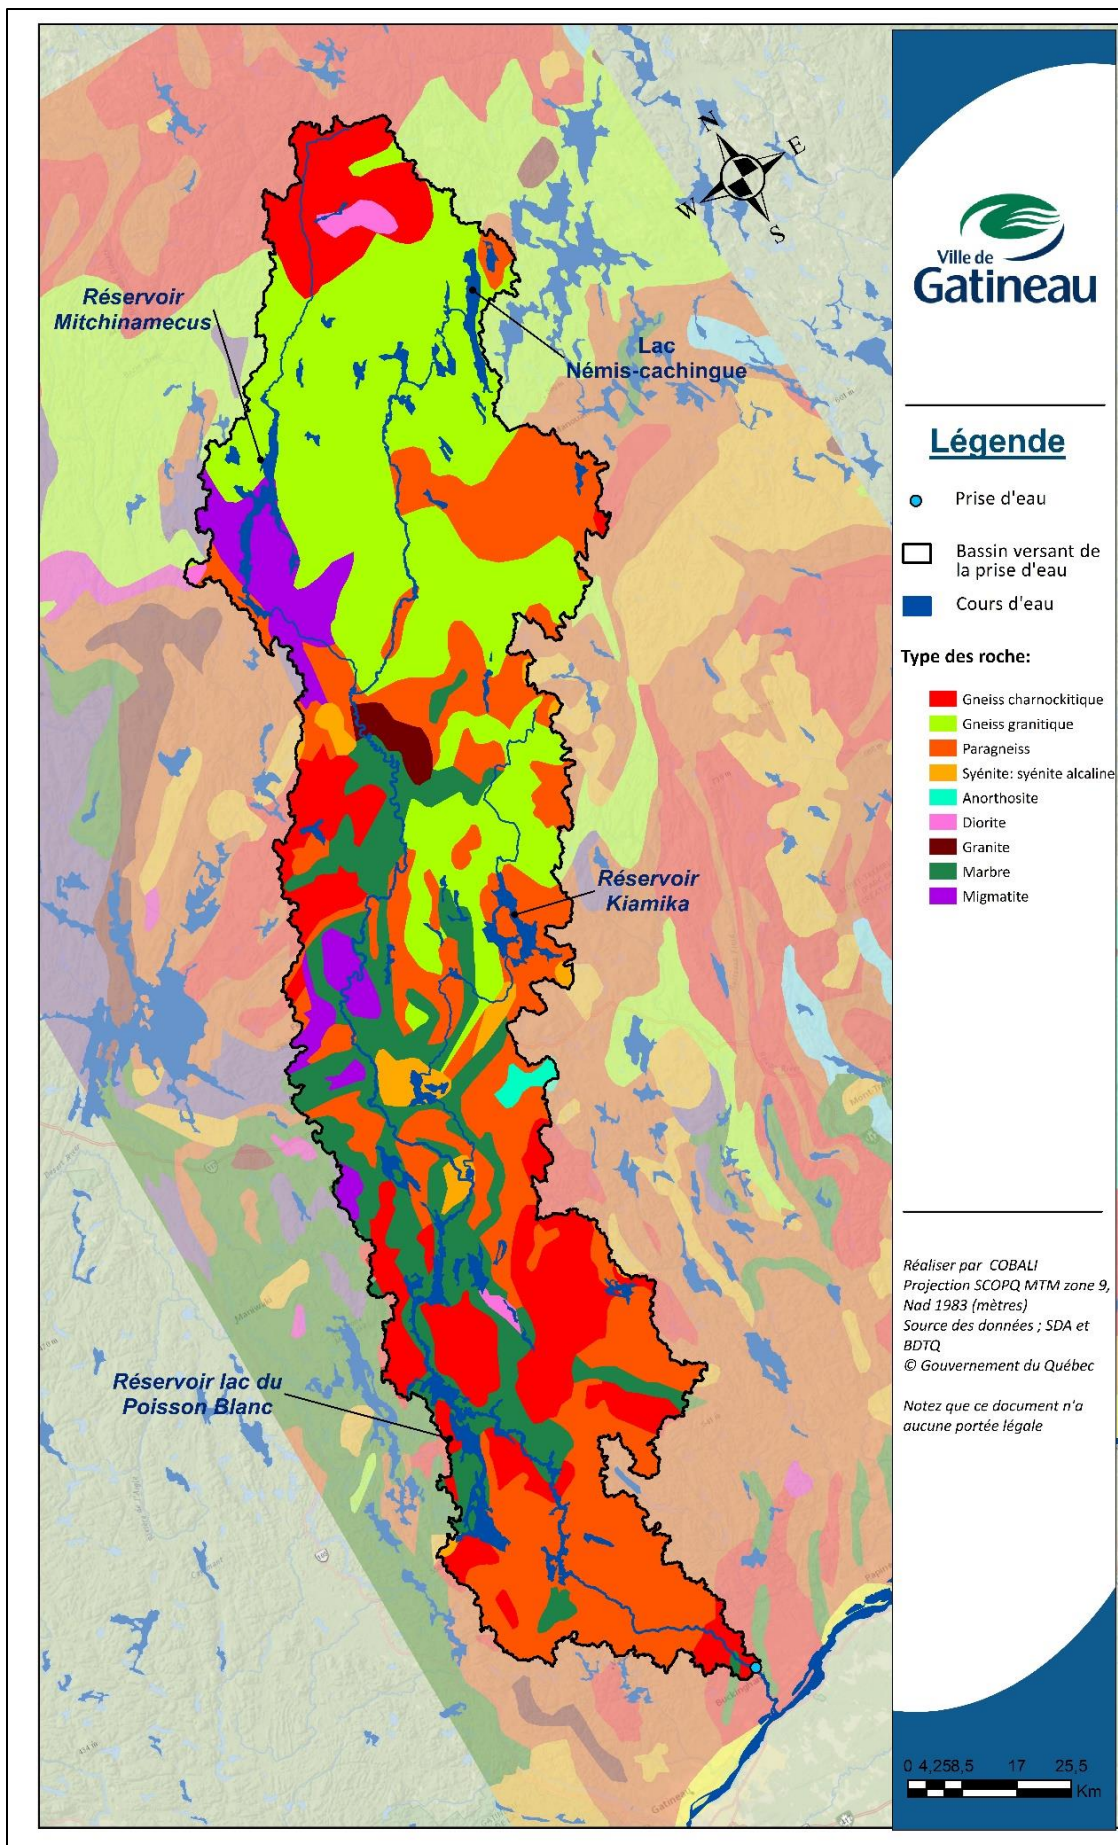 N
E
W
S
Réservoir
Mitchinamecus
Lac
Némis-cachingue
Réservoir
Kiamika
Réservoir lac du
Poisson Blanc
Ville de
Gatineau
Légende
Prise d'eau
Bassin versant de
la prise d'eau
Cours d'eau
Type des roche:
Gneiss charnockitique
Gneiss granitique
Paragneiss
Syénite: syénite alcaline
Anorthosite
Diorite
Granite
Marbre
Migmatite
Réaliser par COBALI
Projection SCOPQ MTM zone 9,
Nad 1983 (mètres)
Source des données ; SDA et
BDTQ
© Gouvernement du Québec
Notez que ce document n'a
aucune portée légale
0 4,258,5 17 25,5
Km
Maniwaki
Gatineau